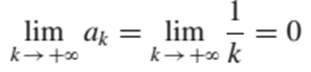 lim_{k→+∞} a_k = lim_{k→+∞} 1/k = 0